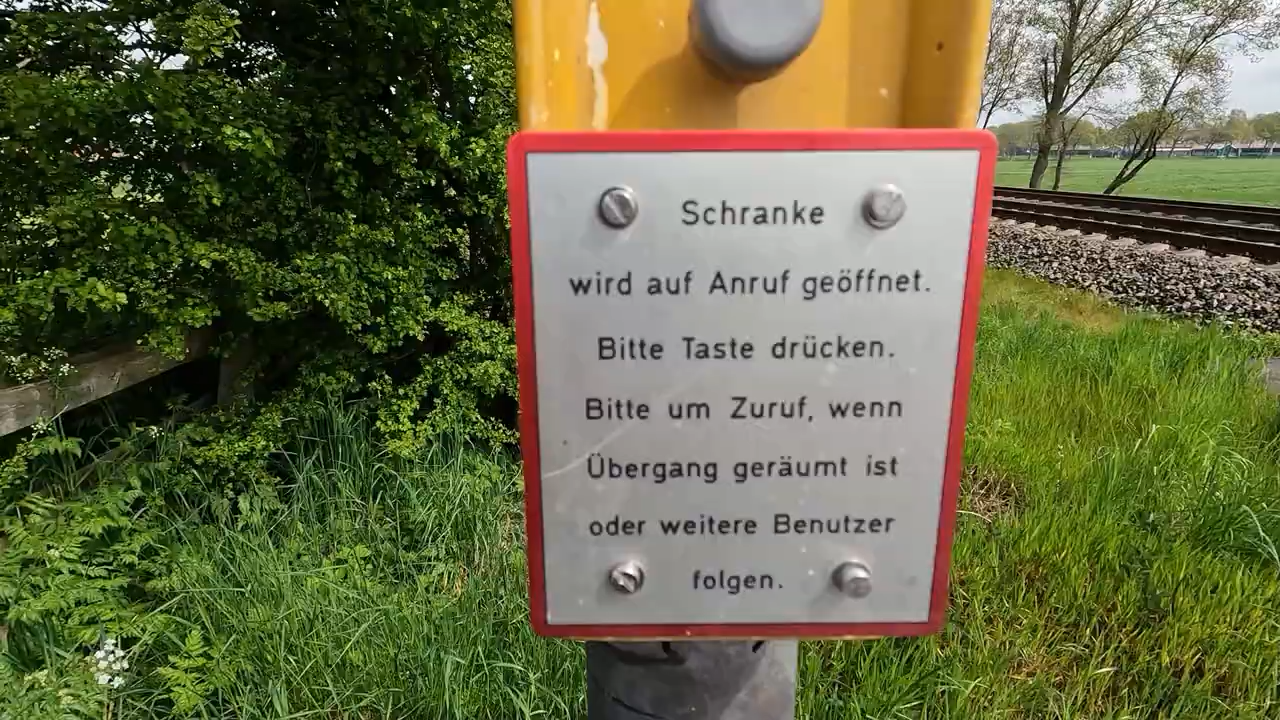 Schranke
wird auf Anruf geöffnet.
Bitte Taste drücken.
Bitte um Zuruf, wenn
Übergang geräumt ist
oder weitere Benutzer
folgen.